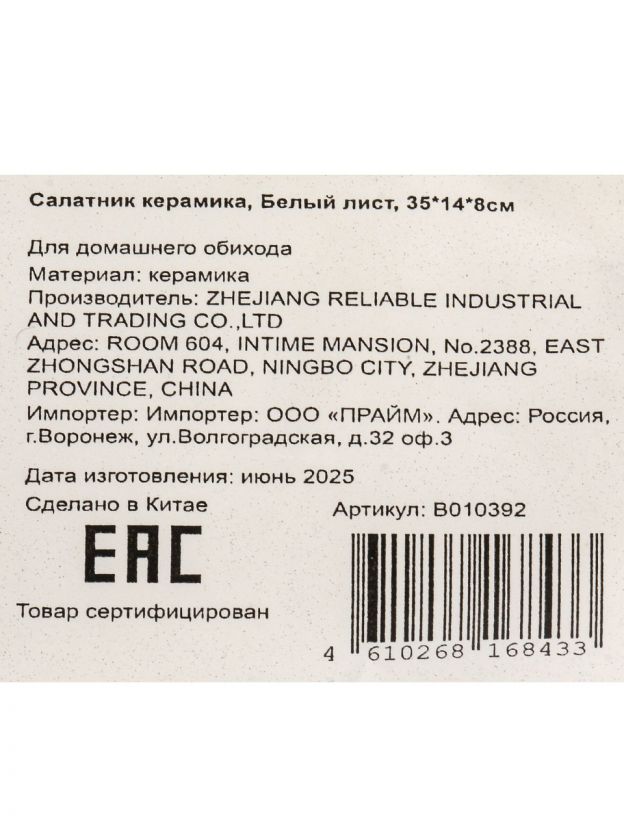 Салатник керамика, Белый лист, 35*14*8см
Для домашнего обихода
Материал: керамика
Производитель: ZHEJIANG RELIABLE INDUSTRIAL
AND TRADING CO.,LTD
Адрес: ROOM 604, INTIME MANSION, No.2388, EAST
ZHONGSHAN ROAD, NINGBO CITY, ZHEJIANG
PROVINCE, CHINA
Импортер: Импортер: ООО «ПРАЙМ». Адрес: Россия,
г.Воронеж, ул.Волгоградская, д.32 оф.3
Дата изготовления: июнь 2025
Сделано в Китае
Артикул: B010392
EAC
Товар сертифицирован
4 610268 168433